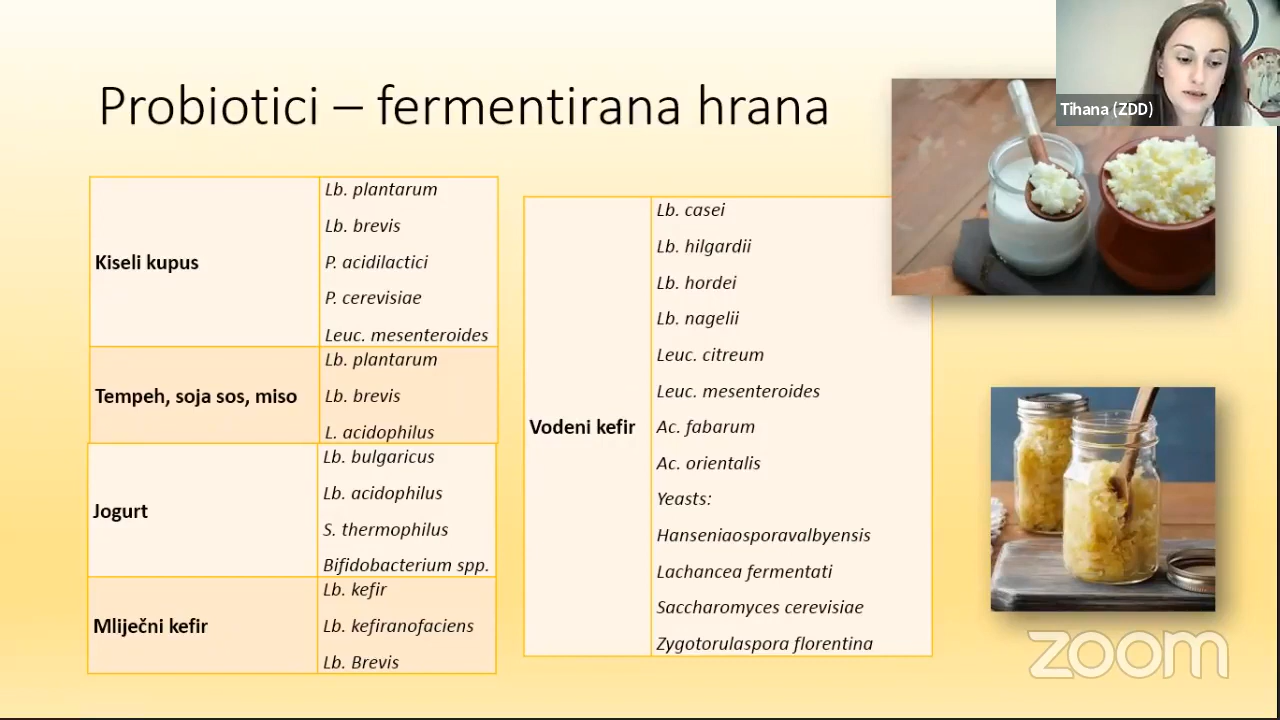 Probiotici – fermentirana hrana
Tihana (ZDD)
Kiseli kupus
Lb. plantarum
Lb. brevis
P. acidilactici
P. cerevisiae
Leuc. mesenteroides
Tempeh, soja sos, miso
Lb. plantarum
Lb. brevis
L. acidophilus
Jogurt
Lb. bulgaricus
Lb. acidophilus
S. thermophilus
Bifidobacterium spp.
Mliječni kefir
Lb. kefir
Lb. kefiranofaciens
Lb. Brevis
Vodeni kefir
Lb. casei
Lb. hilgardii
Lb. hordei
Lb. nagelii
Leuc. citreum
Leuc. mesenteroides
Ac. fabarum
Ac. orientalis
Yeasts:
Hanseniaosporavalbyensis
Lachancea fermentati
Saccharomyces cerevisiae
Zygotorulaspora florentina
zoom